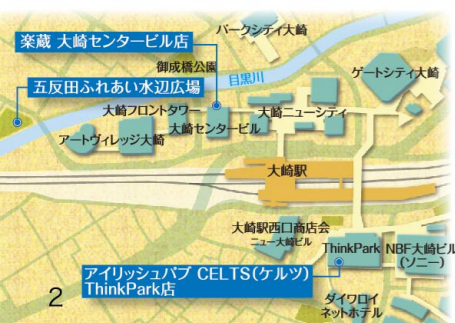 パークシティ大崎
楽蔵 大崎センタービル店
御成橋公園
目黒川
ゲートシティ大崎
五反田ふれあい水辺広場
大崎フロントタワー
大崎ニューシティ
大崎センタービル
アートヴィレッジ大崎
大崎駅
大崎駅西口商店会
ニュー大崎ビル
ThinkPark
NBF大崎ビル
(ソニー)
アイリッシュパブ CELTS(ケルツ)
ThinkPark店
2
ダイワロイ
ネットホテル